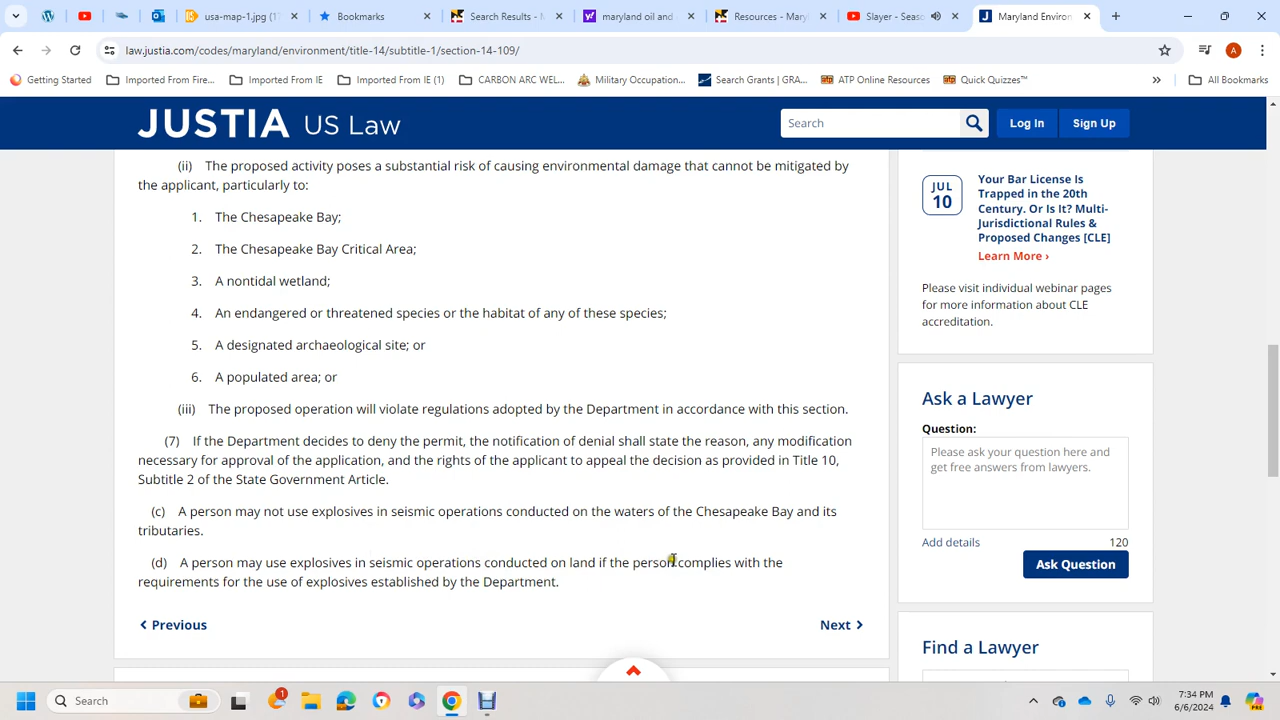 usa-map-1.jpg (
Bookmarks
Search Results - M
maryland oil and
Resources - Mary
Slayer - Seaso
Maryland Environ
law.justia.com/codes/maryland/environment/title-14/subtitle-1/section-14-109/
A
Getting Started
Imported From Fire...
Imported From IE
Imported From IE (1)
CARBON ARC WEL...
Military Occupation...
Search Grants | GRA...
ATP Online Resources
Quick Quizzes™
»
All Bookmarks
JUSTIA US Law
Search
Log In
Sign Up
(ii) The proposed activity poses a substantial risk of causing environmental damage that cannot be mitigated by
the applicant, particularly to:
1. The Chesapeake Bay;
2. The Chesapeake Bay Critical Area;
3. A nontidal wetland;
4. An endangered or threatened species or the habitat of any of these species;
5. A designated archaeological site; or
6. A populated area; or
(iii) The proposed operation will violate regulations adopted by the Department in accordance with this section.
(7) If the Department decides to deny the permit, the notification of denial shall state the reason, any modification
necessary for approval of the application, and the rights of the applicant to appeal the decision as provided in Title 10,
Subtitle 2 of the State Government Article.
(c) A person may not use explosives in seismic operations conducted on the waters of the Chesapeake Bay and its
tributaries.
(d) A person may use explosives in seismic operations conducted on land if the person complies with the
requirements for the use of explosives established by the Department.
Previous
Next
JUL
10
Your Bar License Is
Trapped in the 20th
Century. Or Is It? Multi-
Jurisdictional Rules &
Proposed Changes [CLE]
Learn More ›
Please visit individual webinar pages
for more information about CLE
accreditation.
Ask a Lawyer
Question:
Please ask your question here and
get free answers from lawyers.
Add details
120
Ask Question
Find a Lawyer
Search
1
7:34 PM
6/6/2024